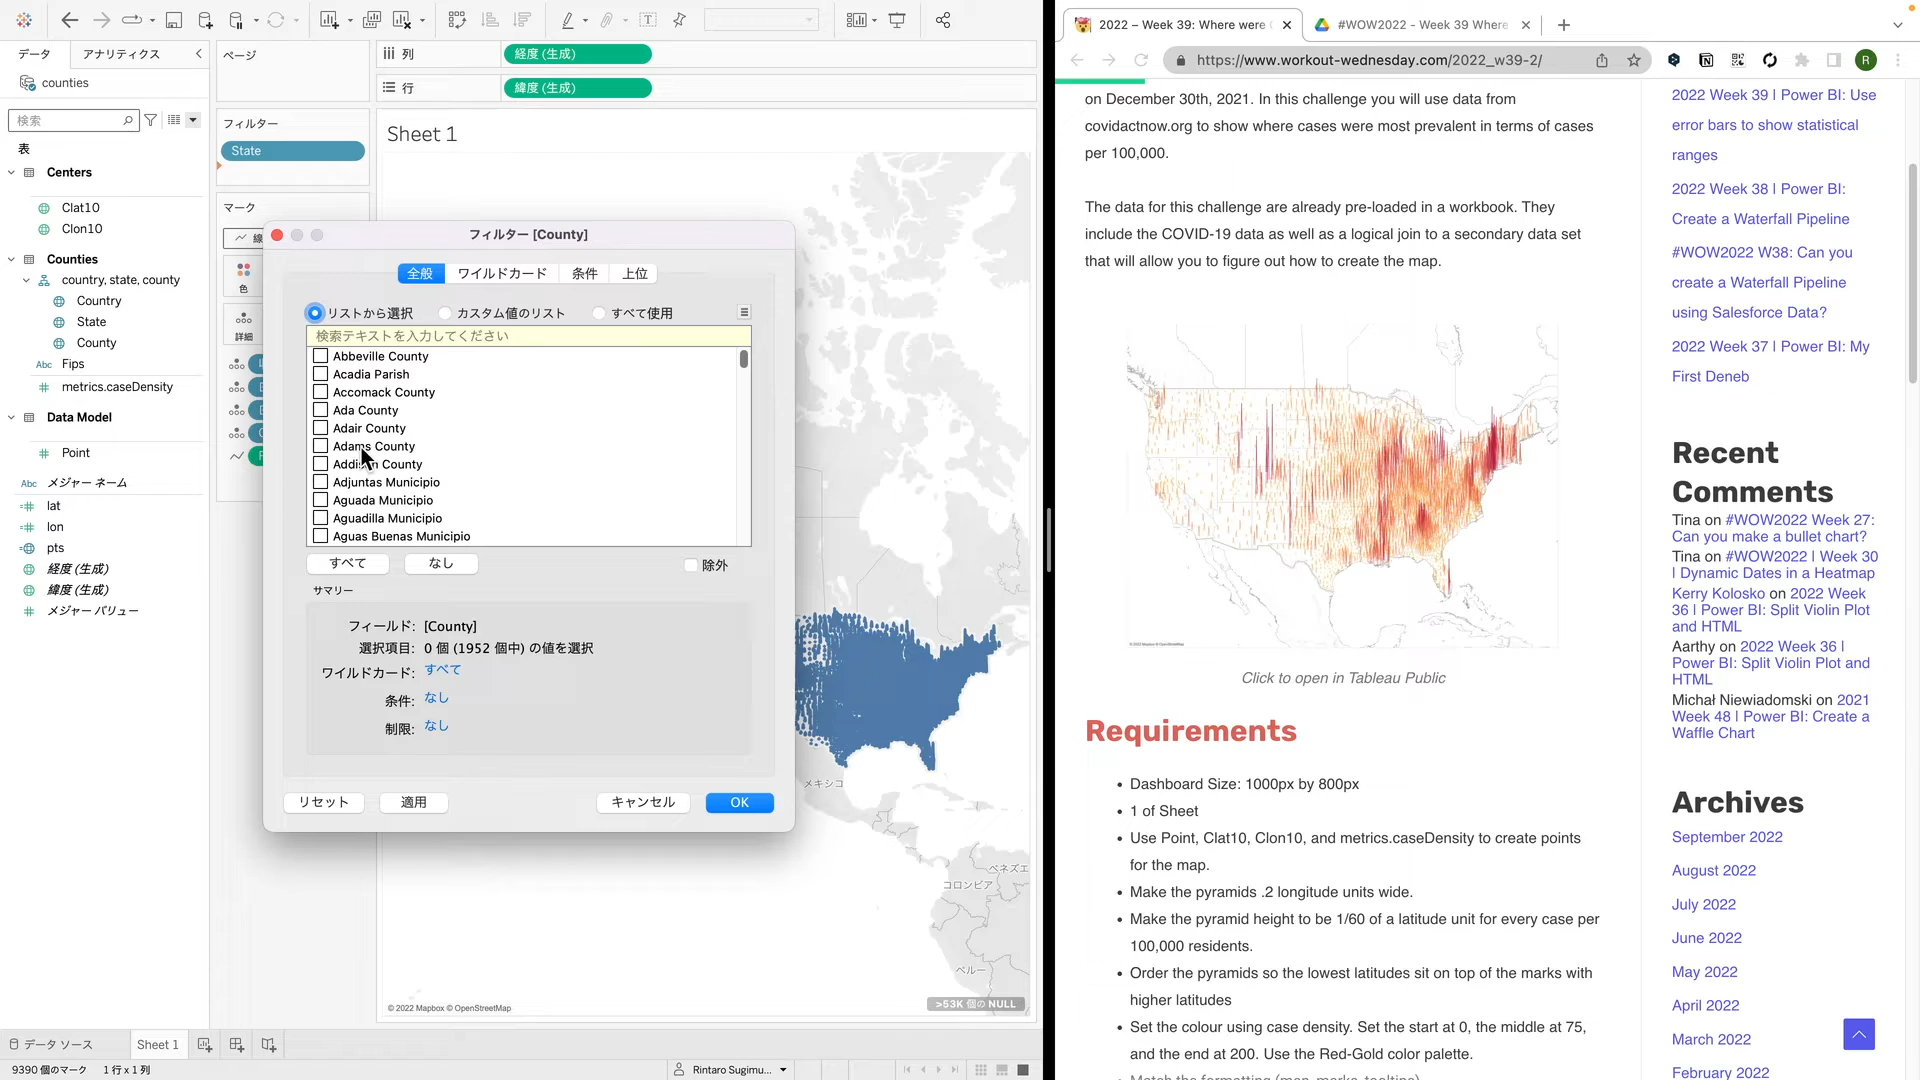 データ
アナリティクス
counties
検索
表
Centers
Clat10
Clon10
Counties
country, state, county
Country
State
County
Abc Fips
metrics.caseDensity
Data Model
Point
Abc メジャー ネーム
lat
lon
pts
経度 (生成)
緯度 (生成)
メジャー バリュー
ページ
フィルター
State
マーク
色
詳細
列
経度 (生成)
行
緯度 (生成)
Sheet 1
フィルター [County]
全般 ワイルドカード 条件 上位
リストから選択 カスタム値のリスト すべて使用
検索テキストを入力してください
Abbeville County
Acadia Parish
Accomack County
Ada County
Adair County
Adams County
Adjuntas Municipio
Aguada Municipio
Aguadilla Municipio
Aguas Buenas Municipio
すべて なし 除外
サマリー
フィールド: [County]
選択項目: 0 個 (1952 個中) の値を選択
ワイルドカード: すべて
条件: なし
制限: なし
リセット 適用 キャンセル OK
メキシコ
ベネズエ
コロンビア
ペルー
© 2022 Mapbox © OpenStreetMap
>53K 個の NULL
データ ソース
Sheet 1
9390 個のマーク 1 行 x 1 列
Rintaro Sugimu...
2022 – Week 39: Where were
#WOW2022 - Week 39 Where
https://www.workout-wednesday.com/2022_w39-2/
R
on December 30th, 2021. In this challenge you will use data from
covidactnow.org to show where cases were most prevalent in terms of cases
per 100,000.
The data for this challenge are already pre-loaded in a workbook. They
include the COVID-19 data as well as a logical join to a secondary data set
that will allow you to figure out how to create the map.
Click to open in Tableau Public
Requirements
• Dashboard Size: 1000px by 800px
• 1 of Sheet
• Use Point, Clat10, Clon10, and metrics.caseDensity to create points
for the map.
• Make the pyramids .2 longitude units wide.
• Make the pyramid height to be 1/60 of a latitude unit for every case per
100,000 residents.
• Order the pyramids so the lowest latitudes sit on top of the marks with
higher latitudes
• Set the colour using case density. Set the start at 0, the middle at 75,
and the end at 200. Use the Red-Gold color palette.
2022 Week 39 | Power BI: Use
error bars to show statistical
ranges
2022 Week 38 | Power BI:
Create a Waterfall Pipeline
#WOW2022 W38: Can you
create a Waterfall Pipeline
using Salesforce Data?
2022 Week 37 | Power BI: My
First Deneb
Recent
Comments
Tina on #WOW2022 Week 27:
Can you make a bullet chart?
Tina on #WOW2022 | Week 30
| Dynamic Dates in a Heatmap
Kerry Kolosko on 2022 Week
36 | Power BI: Split Violin Plot
and HTML
Aarthy on 2022 Week 36 |
Power BI: Split Violin Plot and
HTML
Michał Niewiadomski on 2021
Week 48 | Power BI: Create a
Waffle Chart
Archives
September 2022
August 2022
July 2022
June 2022
May 2022
April 2022
March 2022
February 2022